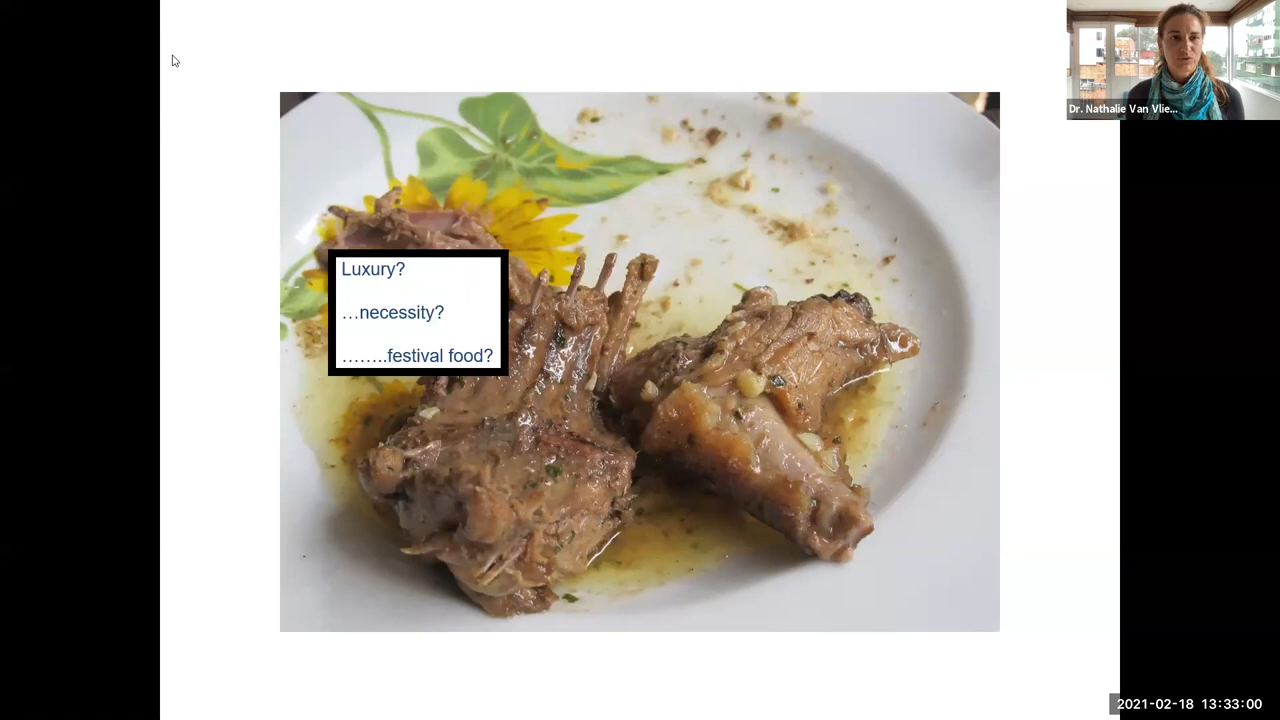 Dr. Nathalie Van Vlie...
Luxury?
…necessity?
……..festival food?
2021-02-18 13:33:00